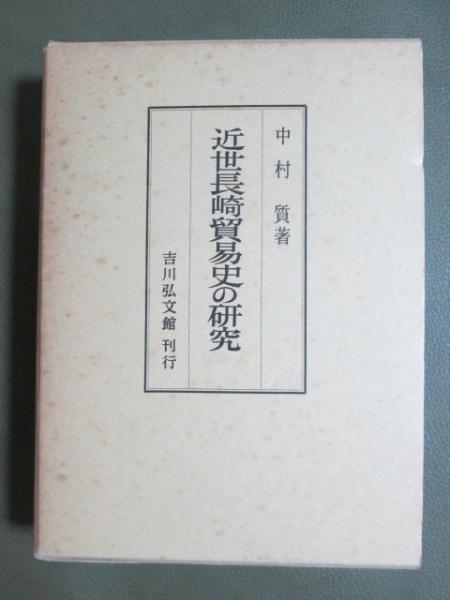 中村 質著
近世長崎貿易史の研究
吉川弘文館 刊行